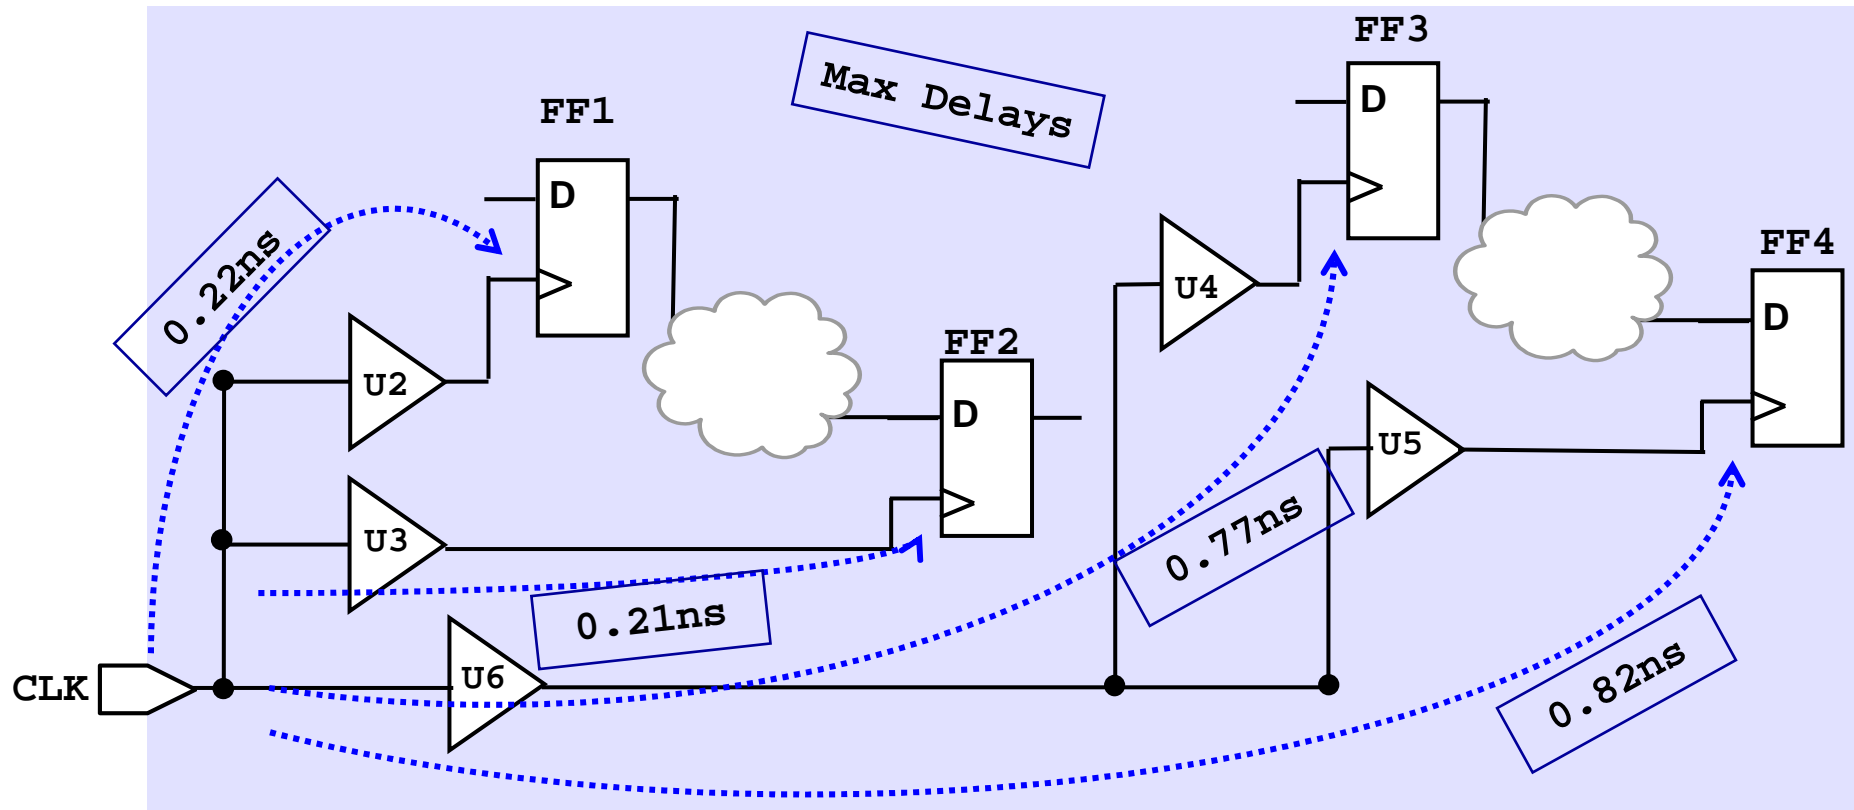 FF3
Max Delays
D
FF1
D
0.22ns
FF4
U4
D
FF2
U2
D
U5
0.77ns
U3
0.21ns
0.82ns
U6
CLK